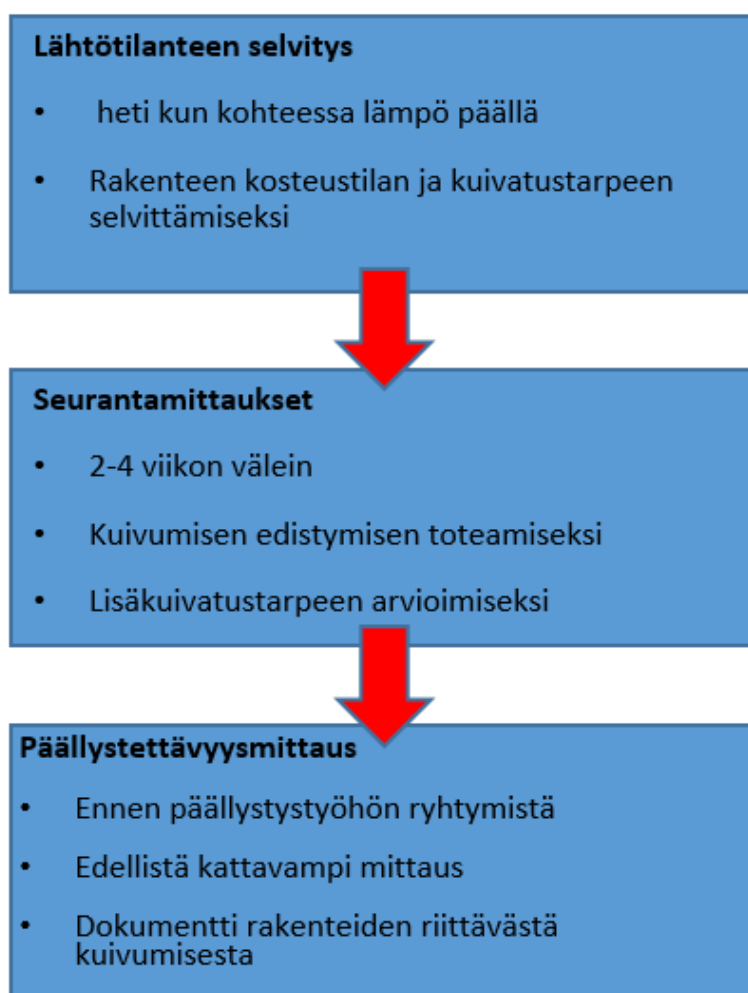 Lähtötilanteen selvitys
• heti kun kohteessa lämpö päällä
• Rakenteen kosteustilan ja kuivatustarpeen
selvittämiseksi
Seurantamittaukset
• 2-4 viikon välein
• Kuivumisen edistymisen toteamiseksi
• Lisäkuivatustarpeen arvioimiseksi
Päällystettävyysmittaus
• Ennen päällystystyöhön ryhtymistä
• Edellistä kattavampi mittaus
• Dokumentti rakenteiden riittävästä
kuivumisesta